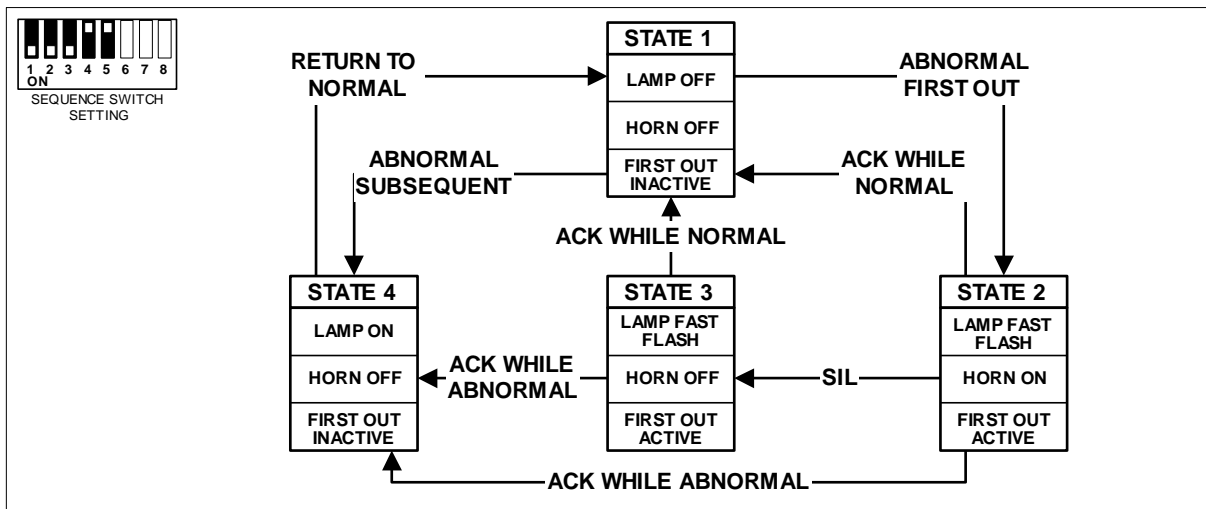 1 2 3 4 5 6 7 8
ON
SEQUENCE SWITCH
SETTING
RETURN TO
NORMAL
STATE 1
LAMP OFF
HORN OFF
FIRST OUT
INACTIVE
ABNORMAL
FIRST OUT
ABNORMAL
SUBSEQUENT
ACK WHILE
NORMAL
ACK WHILE NORMAL
STATE 4
LAMP ON
HORN OFF
FIRST OUT
INACTIVE
ACK WHILE
ABNORMAL
STATE 3
LAMP FAST
FLASH
HORN OFF
FIRST OUT
ACTIVE
SIL
STATE 2
LAMP FAST
FLASH
HORN ON
FIRST OUT
ACTIVE
ACK WHILE ABNORMAL